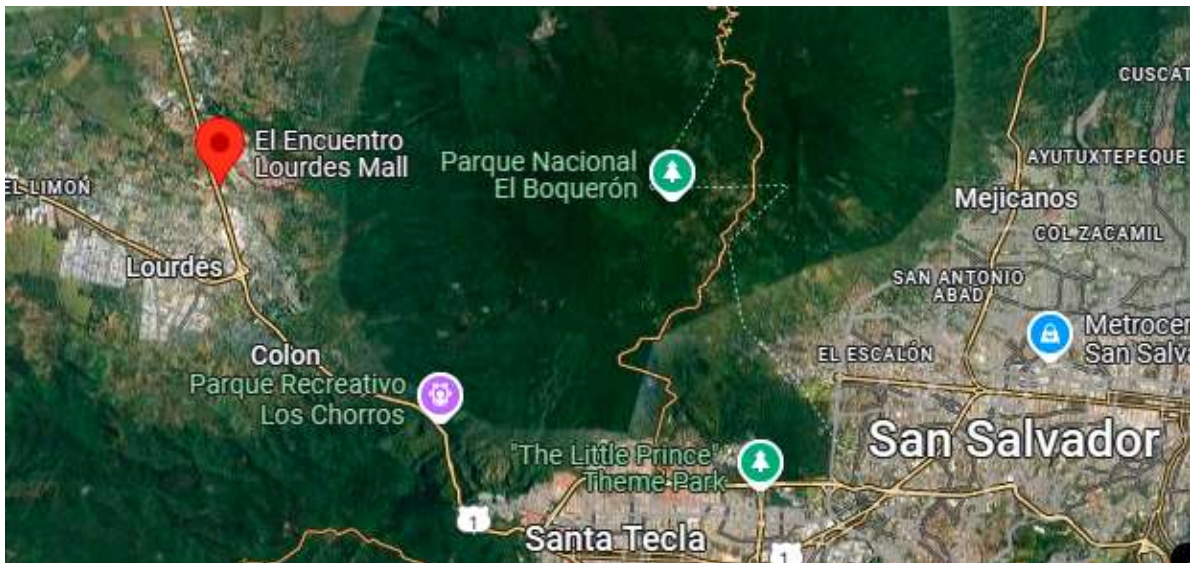 CUSCAT
El Encuentro
Lourdes Mall
Parque Nacional
El Boquerón
AYUTUXTEPEQUE
EL LIMÓN
Mejicanos
COL ZACAMIL
Lourdes
SAN ANTONIO
ABAD
Metrocen
San Salva
Colon
EL ESCALÓN
Parque Recreativo
Los Chorros
San Salvador
"The Little Prince"
Theme Park
1
Santa Tecla
1